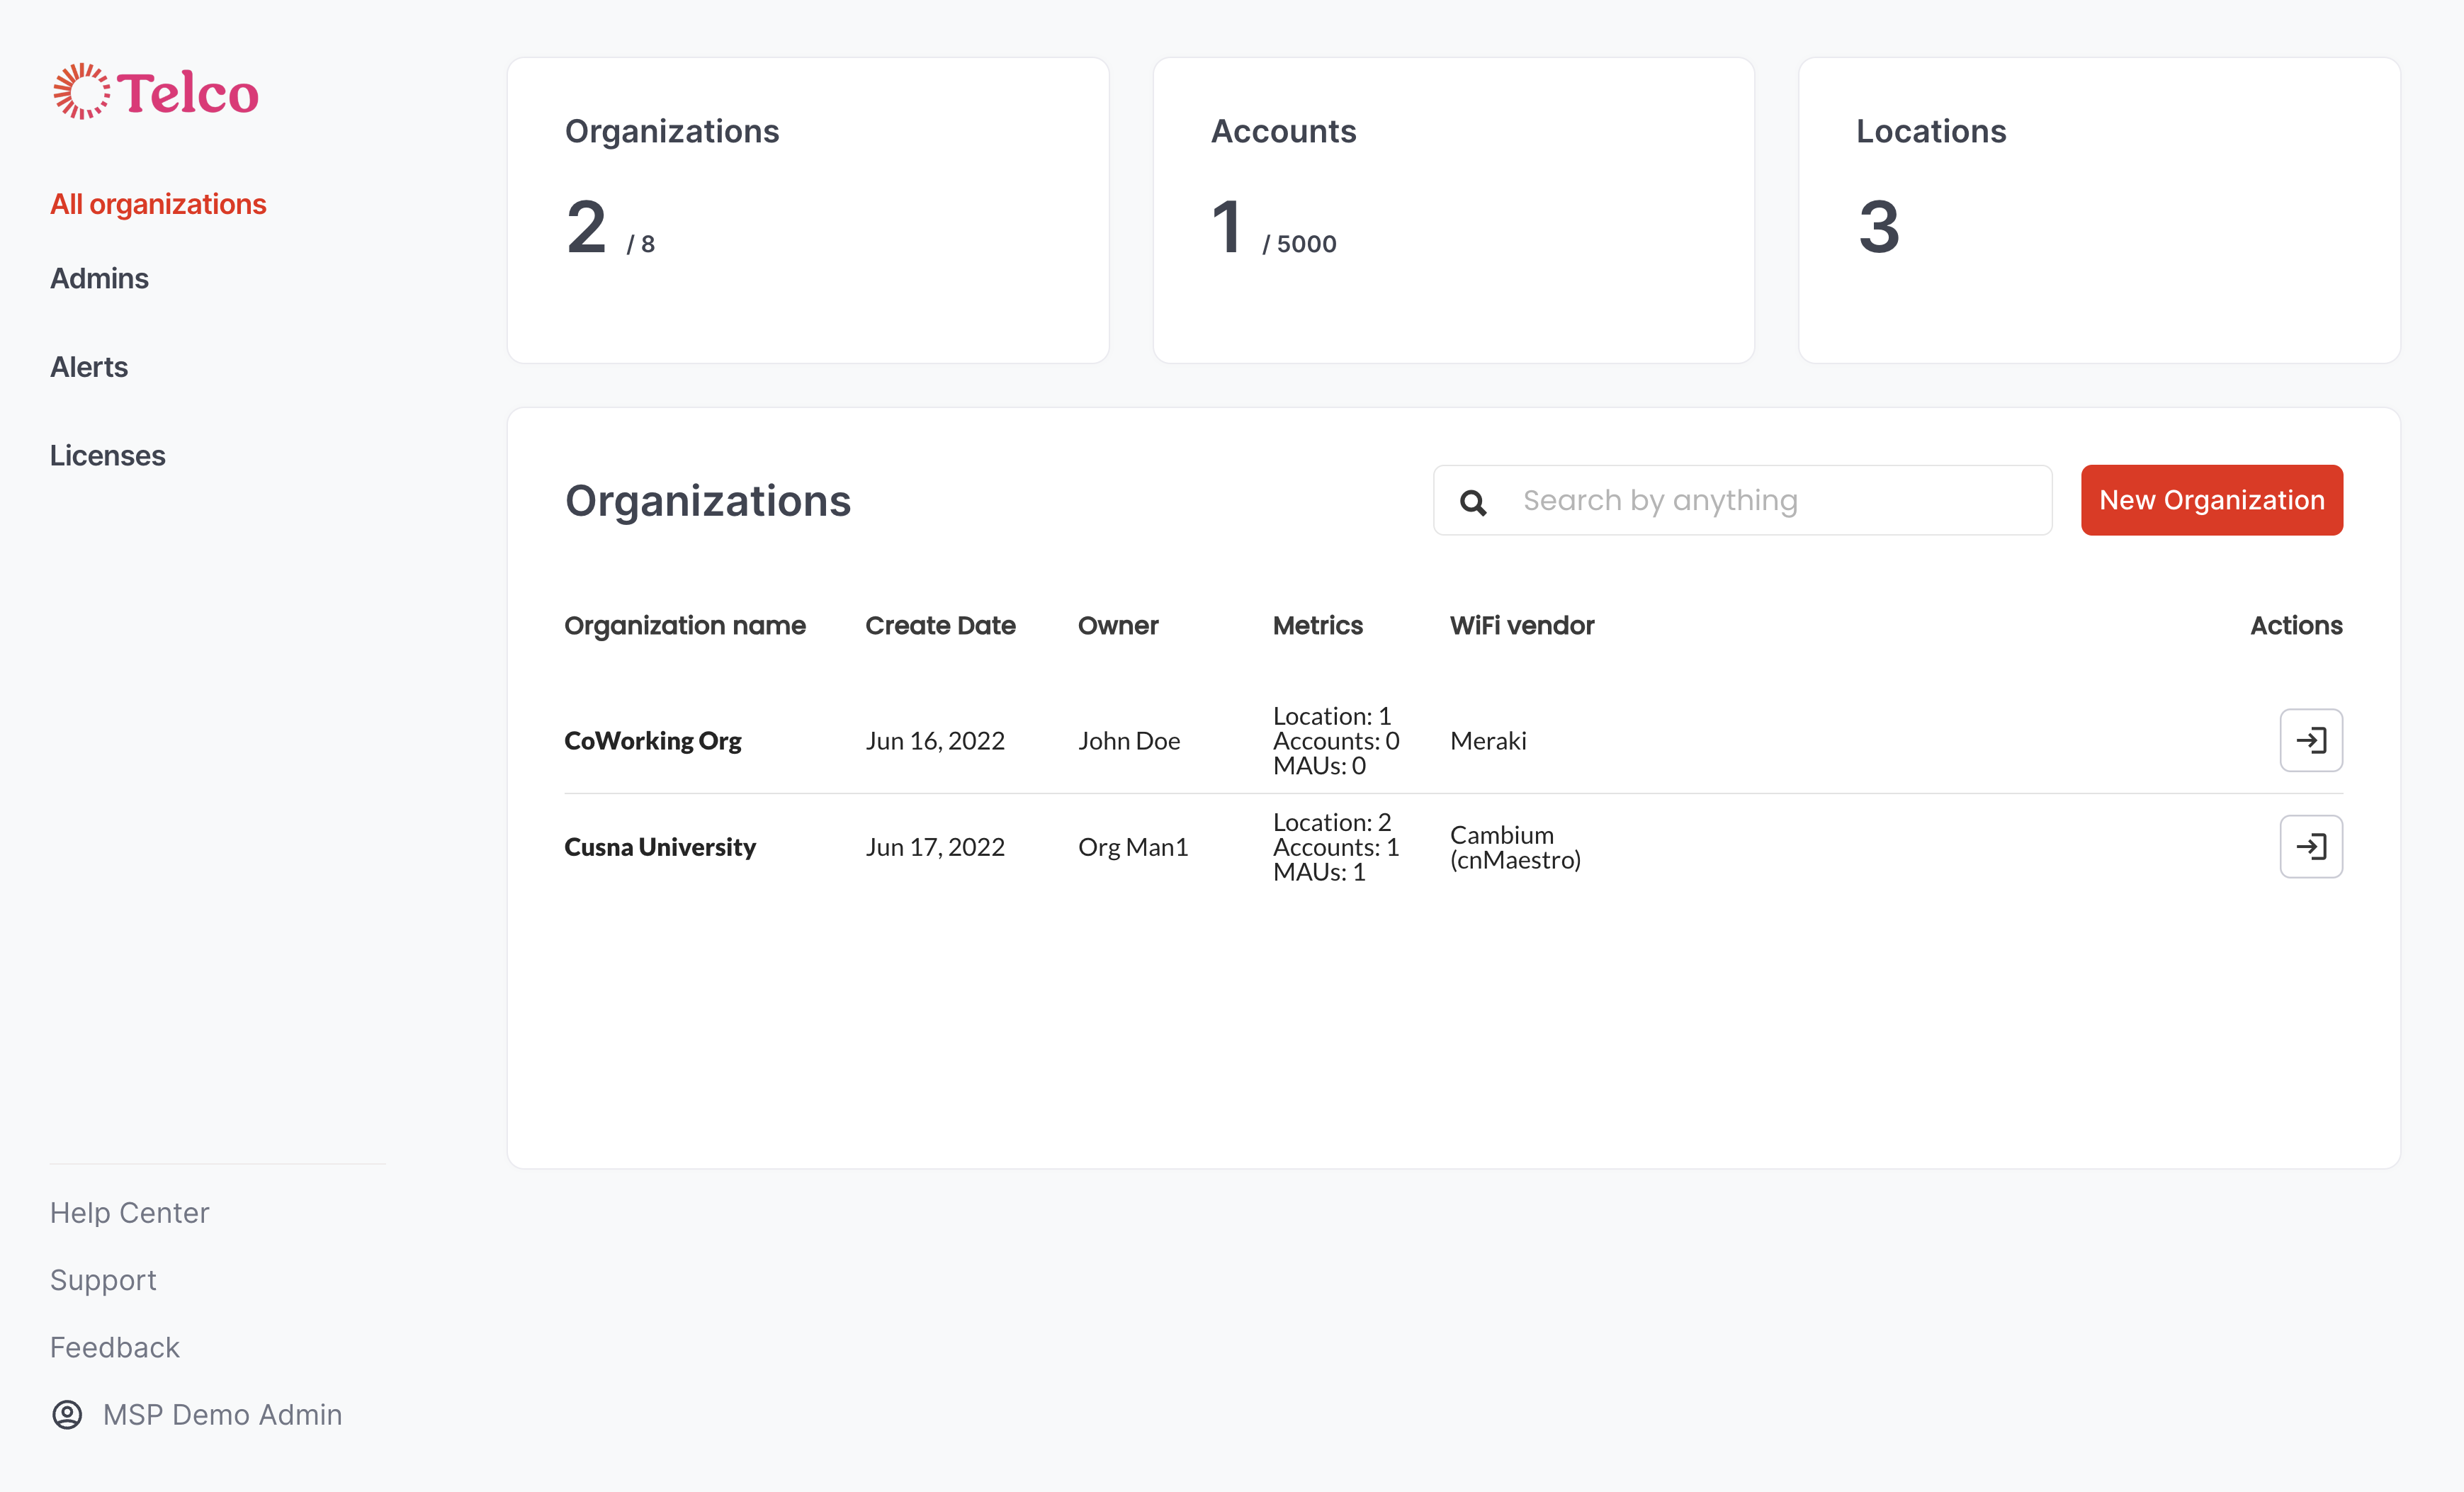 Telco
All organizations
Admins
Alerts
Licenses
Organizations
2 / 8
Accounts
1 / 5000
Locations
3
Organizations
Search by anything
New Organization
Organization name Create Date Owner Metrics WiFi vendor Actions
CoWorking Org Jun 16, 2022 John Doe
Location: 1
Accounts: 0
MAUs: 0
Meraki
Cusna University Jun 17, 2022 Org Man1
Location: 2
Accounts: 1
MAUs: 1
Cambium
(cnMaestro)
Help Center
Support
Feedback
MSP Demo Admin